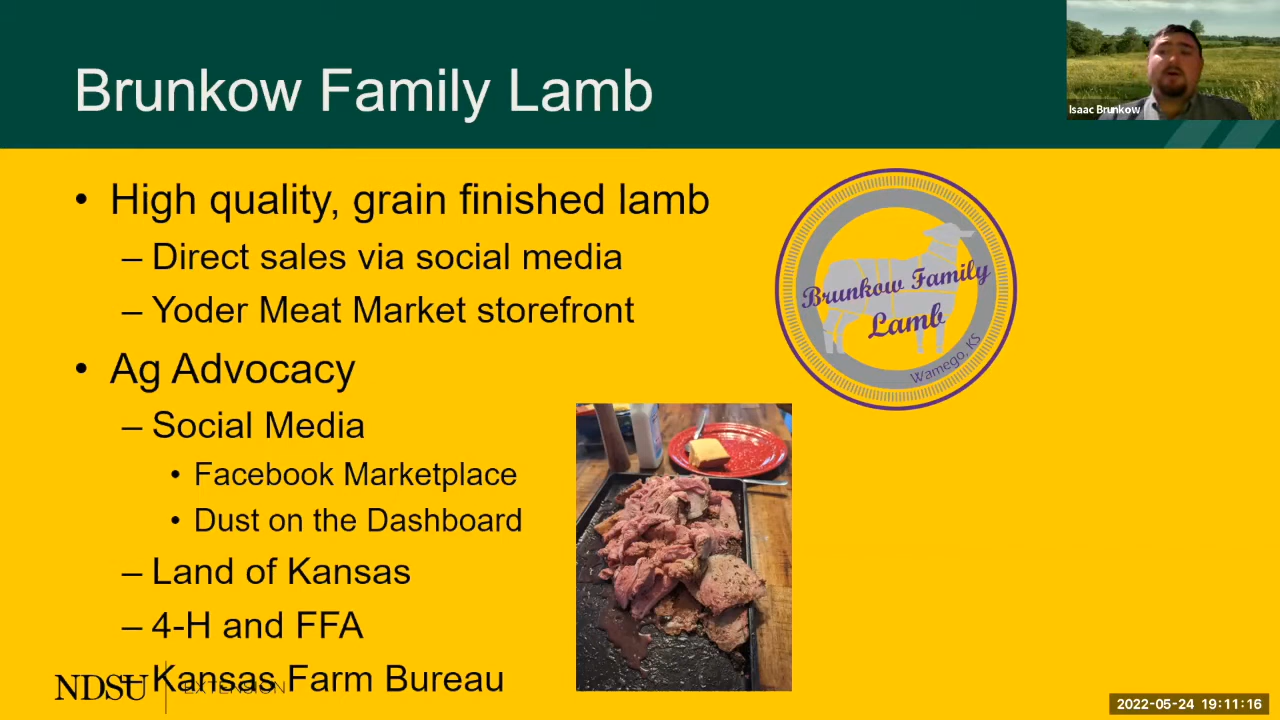 Brunkow Family Lamb
Isaac Brunkow
• High quality, grain finished lamb
– Direct sales via social media
– Yoder Meat Market storefront
• Ag Advocacy
– Social Media
• Facebook Marketplace
• Dust on the Dashboard
– Land of Kansas
– 4-H and FFA
– Kansas Farm Bureau
Brunkow Family
Lamb
Wamego, KS
NDSU EXTENSION
2022-05-24 19:11:16